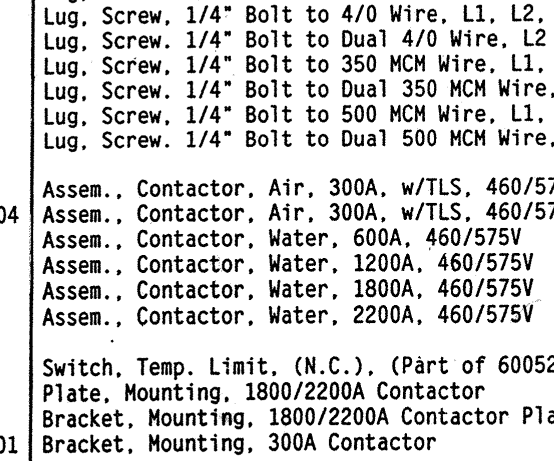 Lug, Screw, 1/4" Bolt to 4/0 Wire, L1, L2,
Lug, Screw. 1/4" Bolt to Dual 4/0 Wire, L2
Lug, Screw, 1/4" Bolt to 350 MCM Wire, L1,
Lug, Screw. 1/4" Bolt to Dual 350 MCM Wire,
Lug, Screw, 1/4" Bolt to 500 MCM Wire, L1,
Lug, Screw. 1/4" Bolt to Dual 500 MCM Wire,
Assem., Contactor, Air, 300A, w/TLS, 460/57
04 Assem., Contactor, Air, 300A, w/TLS, 460/57
Assem., Contactor, Water, 600A, 460/575V
Assem., Contactor, Water, 1200A, 460/575V
Assem., Contactor, Water, 1800A, 460/575V
Assem., Contactor, Water, 2200A, 460/575V
Switch, Temp. Limit, (N.C.), (Part of 60052
Plate, Mounting, 1800/2200A Contactor
Bracket, Mounting, 1800/2200A Contactor Pla
01 Bracket, Mounting, 300A Contactor